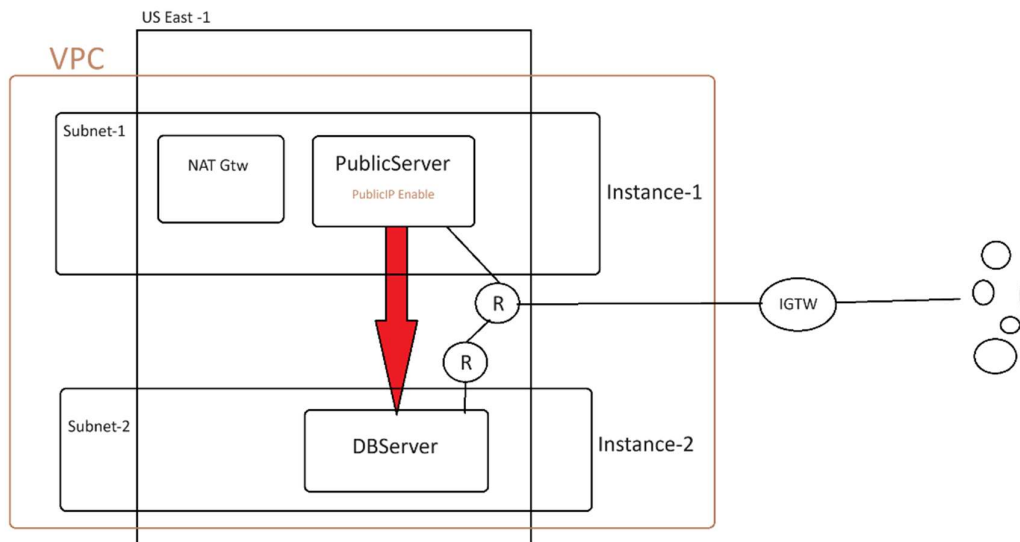 US East -1
VPC
Subnet-1
NAT Gtw
PublicServer
PublicIP Enable
Instance-1
R
IGTW
R
Subnet-2
DBServer
Instance-2